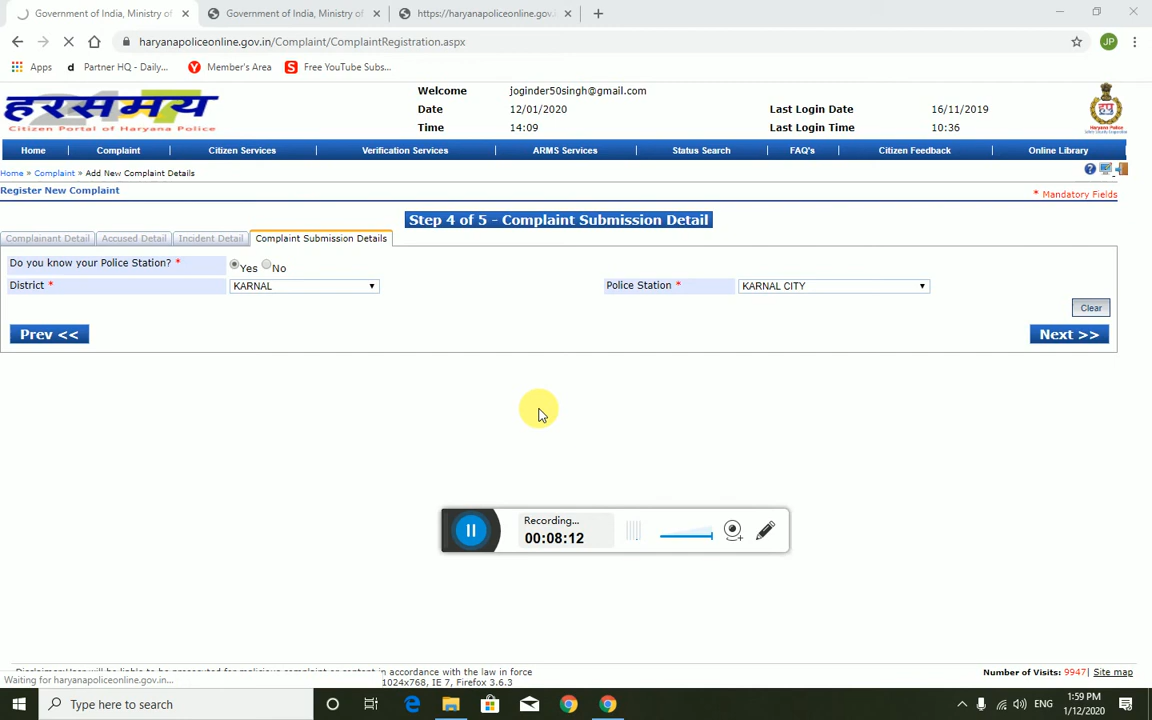 Government of India, Ministry of
Government of India, Ministry of
https://haryanapoliceonline.gov.i
haryanapoliceonline.gov.in/Complaint/ComplaintRegistration.aspx
JP
Apps
d Partner HQ - Daily...
Member's Area
S Free YouTube Subs...
हरसमय
Citizen Portal of Haryana Police
Welcome joginder50singh@gmail.com
Date 12/01/2020 Last Login Date 16/11/2019
Time 14:09 Last Login Time 10:36
Home | Complaint | Citizen Services | Verification Services | ARMS Services | Status Search | FAQ's | Citizen Feedback | Online Library
Home » Complaint » Add New Complaint Details
Register New Complaint
* Mandatory Fields
Step 4 of 5 - Complaint Submission Detail
Complainant Detail Accused Detail Incident Detail Complaint Submission Details
Do you know your Police Station? * Yes No
District * KARNAL Police Station * KARNAL CITY
Clear
Prev << Next >>
Recording...
00:08:12
in accordance with the law in force
Number of Visits: 9947| Site map
Waiting for haryanapoliceonline.gov.in...
1024x768, IE 7, Firefox 3.6.3
Type here to search
ENG
1:59 PM
1/12/2020